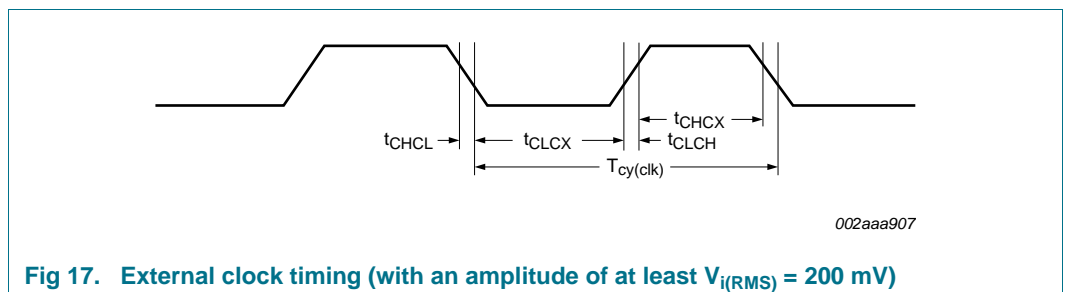 tCHCX
tCHCL tCLCX tCLCH
Tcy(clk)
002aaa907
Fig 17. External clock timing (with an amplitude of at least Vi(RMS) = 200 mV)